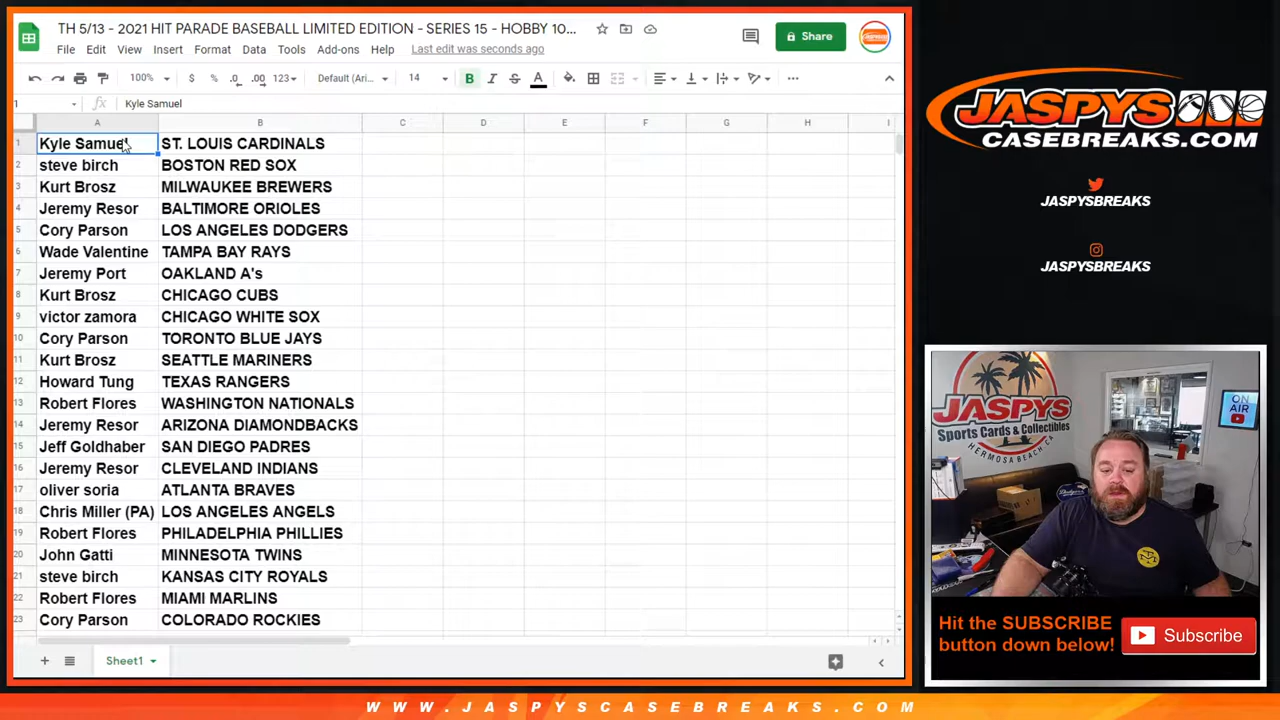 TH 5/13 - 2021 HIT PARADE BASEBALL LIMITED EDITION - SERIES 15 - HOBBY 10...
Share
File Edit View Insert Format Data Tools Add-ons Help Last edit was seconds ago
100% $ % .0 .00 123 Default (Ari... 14 B I S A
1 fx Kyle Samuel
A B C D E F G H I
1 Kyle Samuel ST. LOUIS CARDINALS
2 steve birch BOSTON RED SOX
3 Kurt Brosz MILWAUKEE BREWERS
4 Jeremy Resor BALTIMORE ORIOLES
5 Cory Parson LOS ANGELES DODGERS
6 Wade Valentine TAMPA BAY RAYS
7 Jeremy Port OAKLAND A's
8 Kurt Brosz CHICAGO CUBS
9 victor zamora CHICAGO WHITE SOX
10 Cory Parson TORONTO BLUE JAYS
11 Kurt Brosz SEATTLE MARINERS
12 Howard Tung TEXAS RANGERS
13 Robert Flores WASHINGTON NATIONALS
14 Jeremy Resor ARIZONA DIAMONDBACKS
15 Jeff Goldhaber SAN DIEGO PADRES
16 Jeremy Resor CLEVELAND INDIANS
17 oliver soria ATLANTA BRAVES
18 Chris Miller (PA) LOS ANGELES ANGELS
19 Robert Flores PHILADELPHIA PHILLIES
20 John Gatti MINNESOTA TWINS
21 steve birch KANSAS CITY ROYALS
22 Robert Flores MIAMI MARLINS
23 Cory Parson COLORADO ROCKIES
Sheet1
JASPYS
CASEBREAKS.COM
JASPYSBREAKS
JASPYSBREAKS
JASPYS
Sports Cards & Collectibles
HERMOSA BEACH CA
ON
AIR
Dodgers
Hit the SUBSCRIBE
button down below!
Subscribe
WWW.JASPYSCASEBREAKS.COM